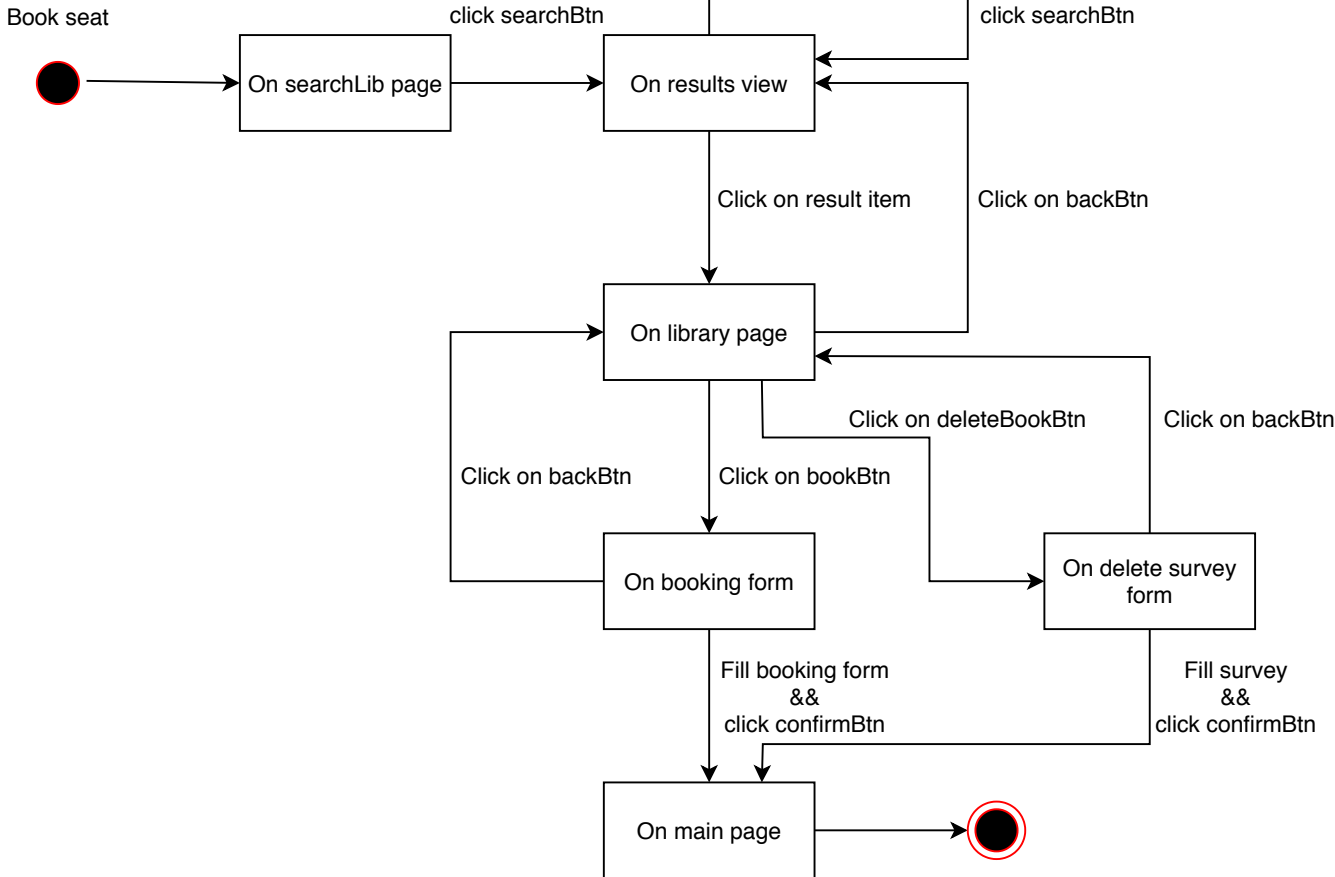 Book seat
click searchBtn
click searchBtn
On searchLib page
On results view
Click on result item
Click on backBtn
On library page
Click on deleteBookBtn
Click on backBtn
Click on backBtn
Click on bookBtn
On booking form
On delete survey
form
Fill booking form
&&
click confirmBtn
Fill survey
&&
click confirmBtn
On main page